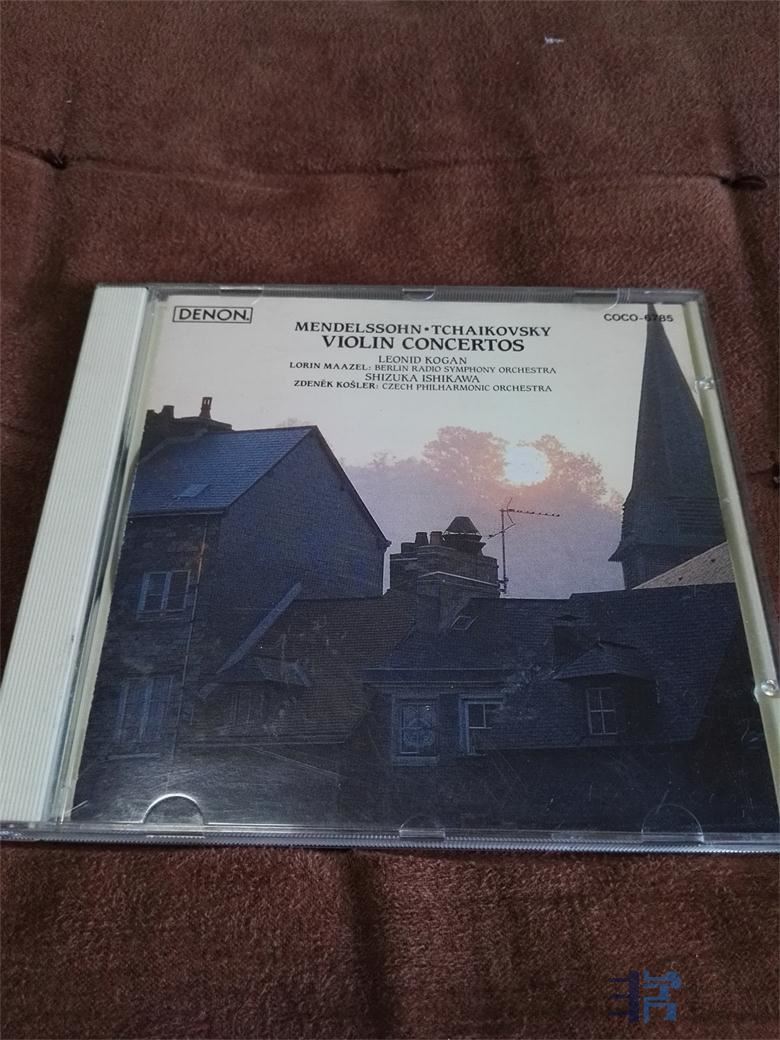 DENON
MENDELSSOHN • TCHAIKOVSKY
COCO-6785
VIOLIN CONCERTOS
LEONID KOGAN
LORIN MAAZEL: BERLIN RADIO SYMPHONY ORCHESTRA
SHIZUKA ISHIKAWA
ZDENĚK KOŠLER: CZECH PHILHARMONIC ORCHESTRA